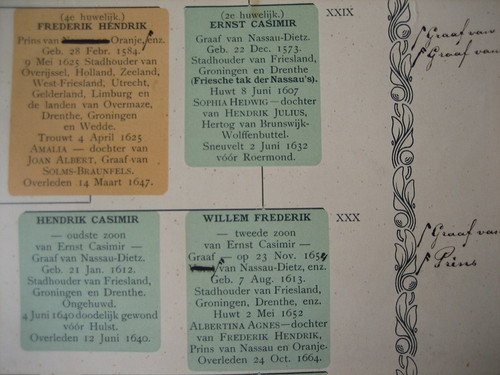 (4e huwelijk.)
FREDERIK HENDRIK
Prins van Oranje, enz.
Geb. 28 Febr. 1584.
9 Mei 1625 Stadhouder van
Overijssel, Holland, Zeeland,
West-Friesland, Utrecht,
Gelderland, Limburg en
de landen van Overmaze,
Drenthe, Groningen
en Wedde.
Trouwt 4 April 1625
AMALIA — dochter van
JOAN ALBERT, Graaf van
SOLMS-BRAUNFELS.
Overleden 14 Maart 1647.
(2e huwelijk.)
ERNST CASIMIR
Graaf van Nassau-Dietz.
Geb. 22 Dec. 1573.
Stadhouder van Friesland,
Groningen en Drenthe
(Friesche tak der Nassau's).
Huwt 8 Juni 1607
SOPHIA HEDWIG — dochter
van HENDRIK JULIUS,
Hertog van Brunswijk-
Wolffenbuttel.
Sneuvelt 2 Juni 1632
vóór Roermond.
XXIX
Graaf van
Graaf van
HENDRIK CASIMIR
— oudste zoon
van Ernst Casimir —
Graaf van Nassau-Dietz.
Geb. 21 Jan. 1612.
Stadhouder van Friesland,
Groningen en Drenthe.
Ongehuwd.
4 Juni 1640 doodelijk gewond
vóór Hulst.
Overleden 12 Juni 1640.
WILLEM FREDERIK
— tweede zoon
van Ernst Casimir —
Graaf — op 23 Nov. 1654
van Nassau-Dietz, enz.
Geb. 7 Aug. 1613.
Stadhouder van Friesland,
Groningen, Drenthe, enz.
Huwt 2 Mei 1652
ALBERTINA AGNES — dochter
van FREDERIK HENDRIK,
Prins van Nassau en Oranje.
Overleden 24 Oct. 1664.
XXX
Graaf van
Prins